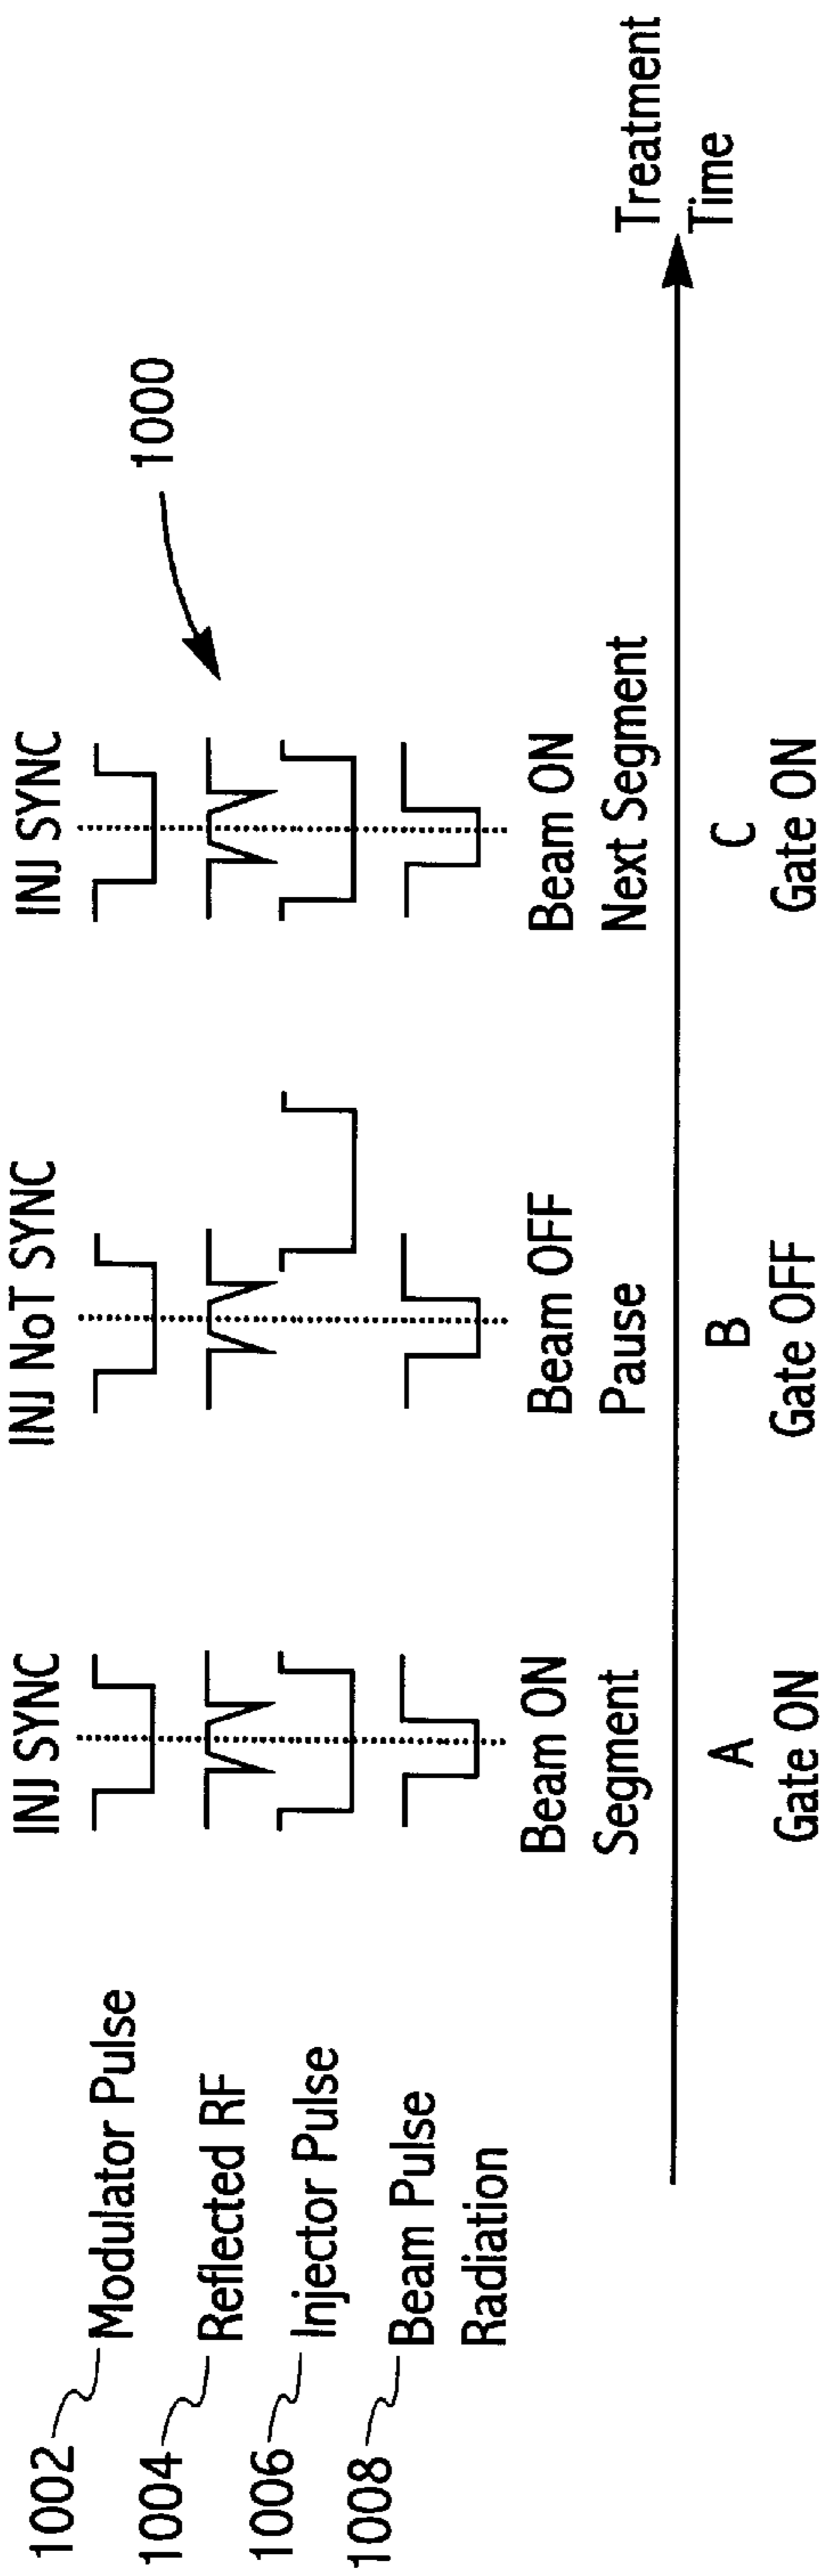 INJ SYNC
INJ NoT SYNC
INJ SYNC
1000
1002 Modulator Pulse
1004 Reflected RF
1006 Injector Pulse
1008 Beam Pulse
Radiation
Beam ON
Segment
Beam OFF
Pause
Beam ON
Next Segment
Treatment
Time
A
Gate ON
B
Gate OFF
C
Gate ON